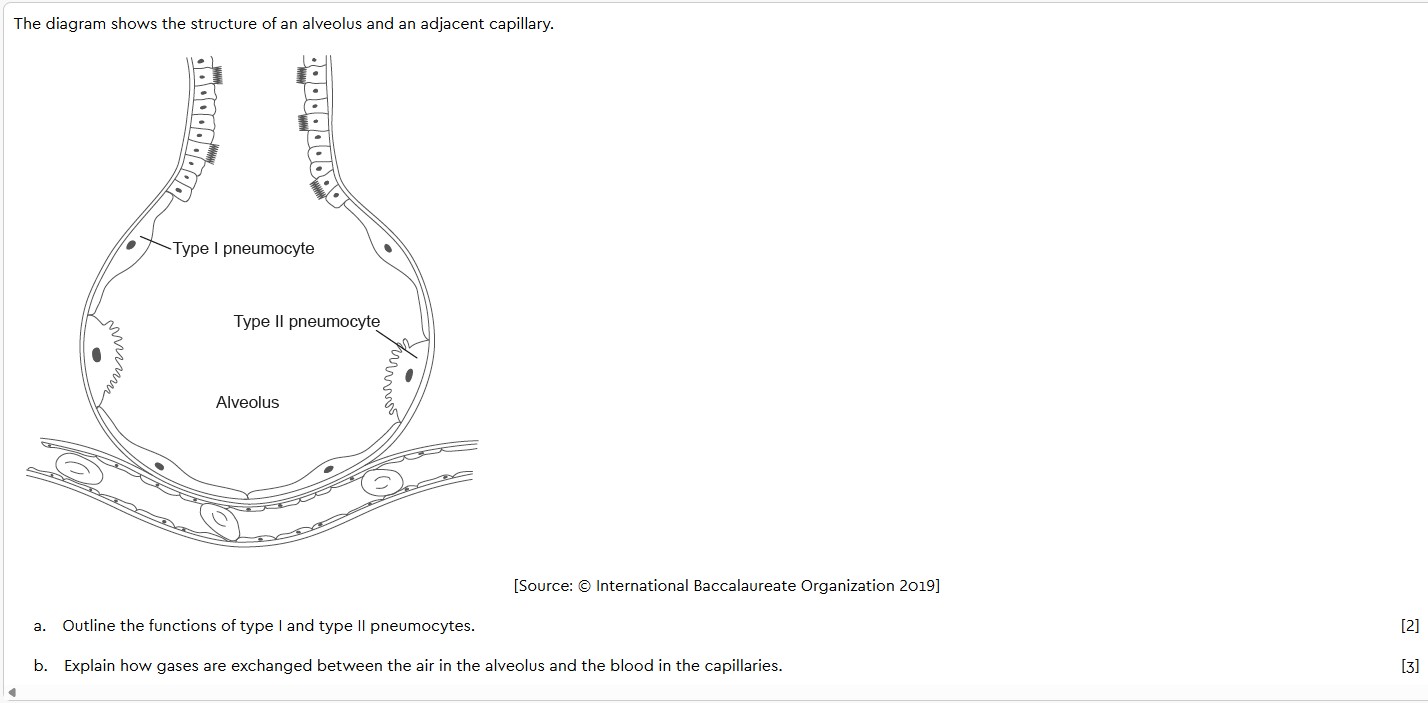 The diagram shows the structure of an alveolus and an adjacent capillary.
Type I pneumocyte
Type II pneumocyte
Alveolus
[Source: © International Baccalaureate Organization 2019]
a. Outline the functions of type I and type II pneumocytes. [2]
b. Explain how gases are exchanged between the air in the alveolus and the blood in the capillaries. [3]